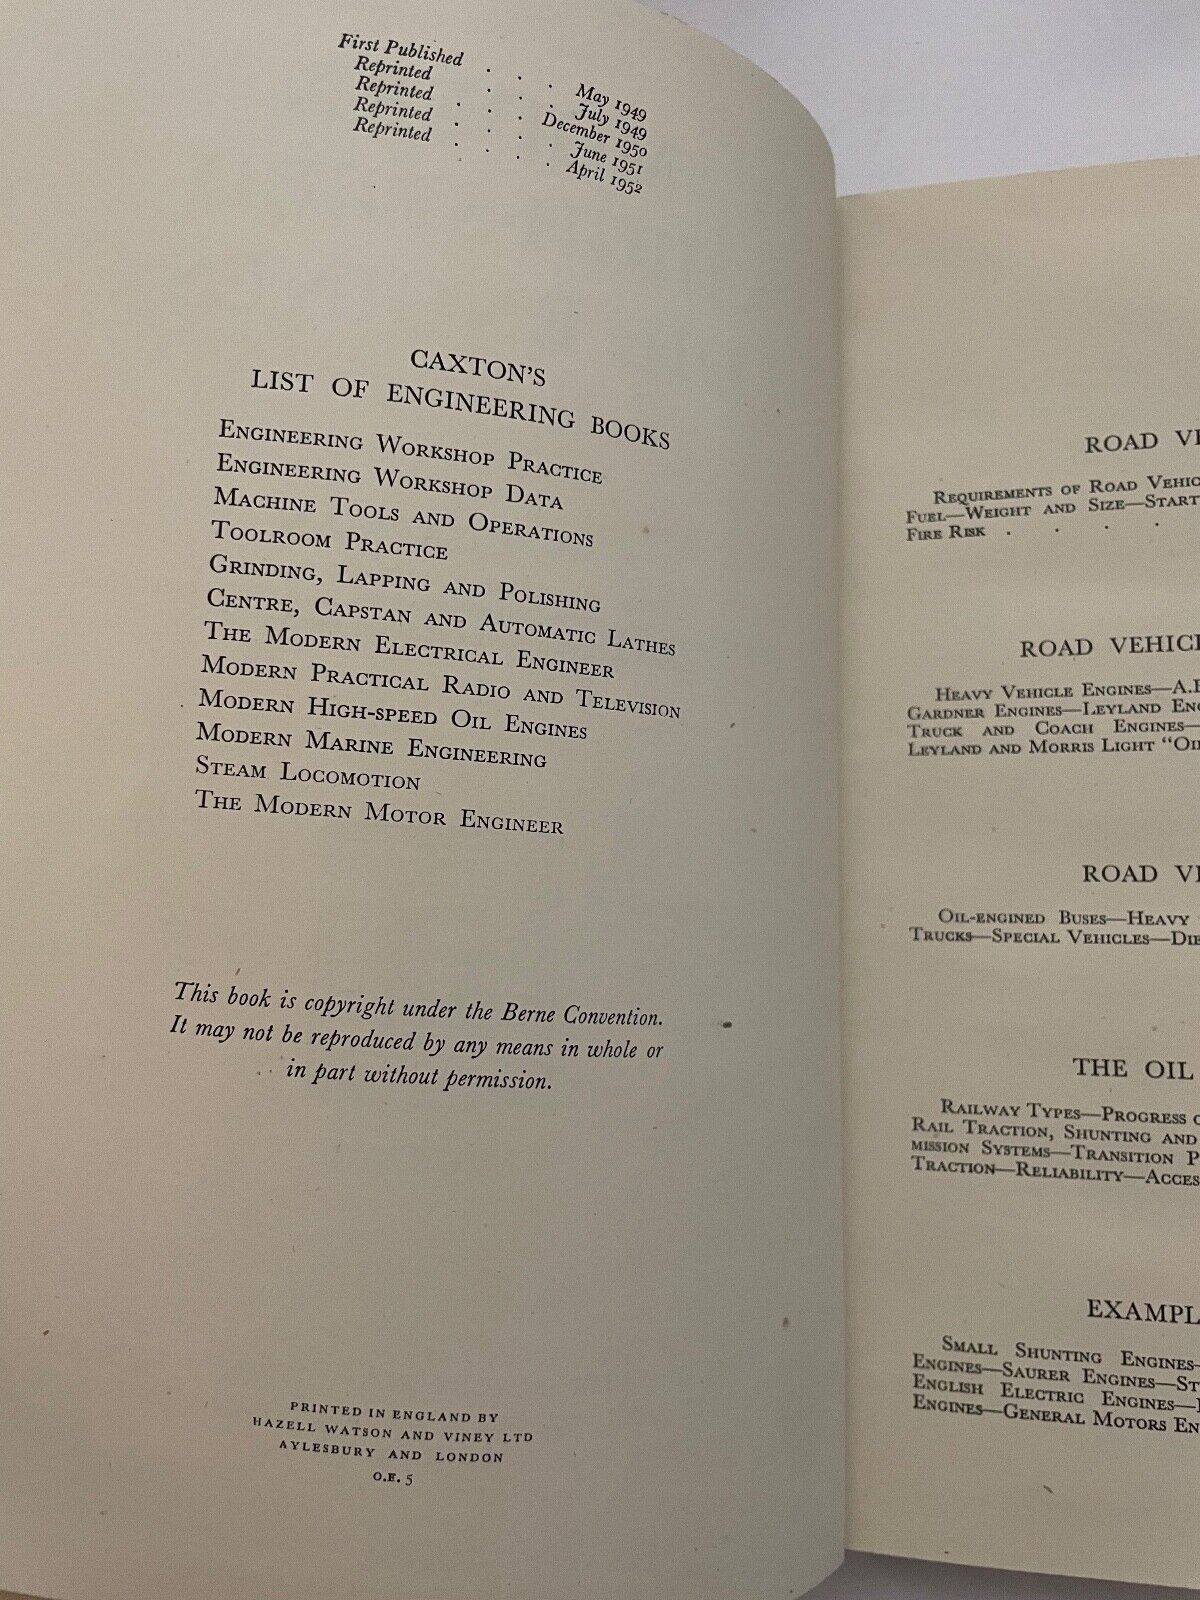 First Published . . . May 1949
Reprinted . . . July 1949
Reprinted . . . December 1950
Reprinted . . . June 1951
Reprinted . . . . April 1952
CAXTON'S
LIST OF ENGINEERING BOOKS
ENGINEERING WORKSHOP PRACTICE
ENGINEERING WORKSHOP DATA
MACHINE TOOLS AND OPERATIONS
TOOLROOM PRACTICE
GRINDING, LAPPING AND POLISHING
CENTRE, CAPSTAN AND AUTOMATIC LATHES
THE MODERN ELECTRICAL ENGINEER
MODERN PRACTICAL RADIO AND TELEVISION
MODERN HIGH-SPEED OIL ENGINES
MODERN MARINE ENGINEERING
STEAM LOCOMOTION
THE MODERN MOTOR ENGINEER
This book is copyright under the Berne Convention.
It may not be reproduced by any means in whole or
in part without permission.
PRINTED IN ENGLAND BY
HAZELL WATSON AND VINEY LTD
AYLESBURY AND LONDON
O.E. 5
ROAD VE
REQUIREMENTS OF ROAD VEHIC
FUEL—WEIGHT AND SIZE—START
FIRE RISK . . . .
ROAD VEHICL
HEAVY VEHICLE ENGINES—A.E
GARDNER ENGINES—LEYLAND ENG
TRUCK AND COACH ENGINES—
LEYLAND AND MORRIS LIGHT "OIL
ROAD VE
OIL-ENGINED BUSES—HEAVY
TRUCKS—SPECIAL VEHICLES—DIE
THE OIL
RAILWAY TYPES—PROGRESS O
RAIL TRACTION, SHUNTING AND
MISSION SYSTEMS—TRANSITION P
TRACTION—RELIABILITY—ACCES
EXAMPL
SMALL SHUNTING ENGINES—
ENGINES—SAURER ENGINES—ST
ENGLISH ELECTRIC ENGINES—
ENGINES—GENERAL MOTORS EN